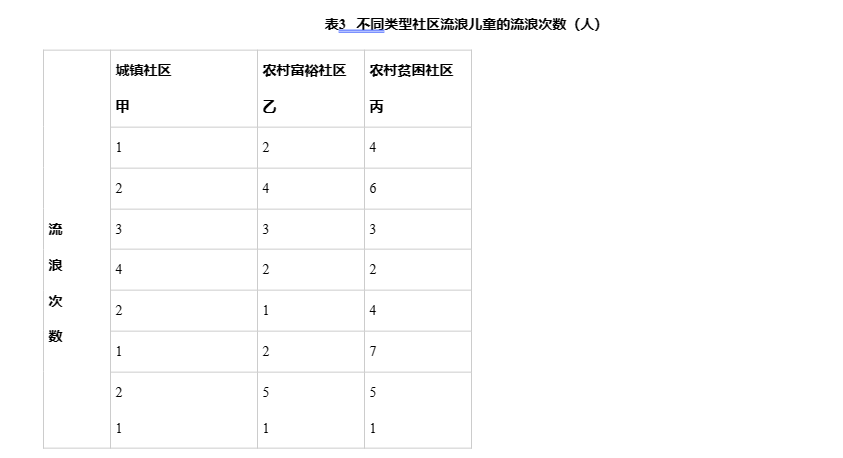 表3 不同类型社区流浪儿童的流浪次数（人）
城镇社区 农村富裕社区 农村贫困社区
甲 乙 丙
1 2 4
2 4 6
流 3 3 3
浪 4 2 2
次 2 1 4
数 1 2 7
2 5 5
1 1 1